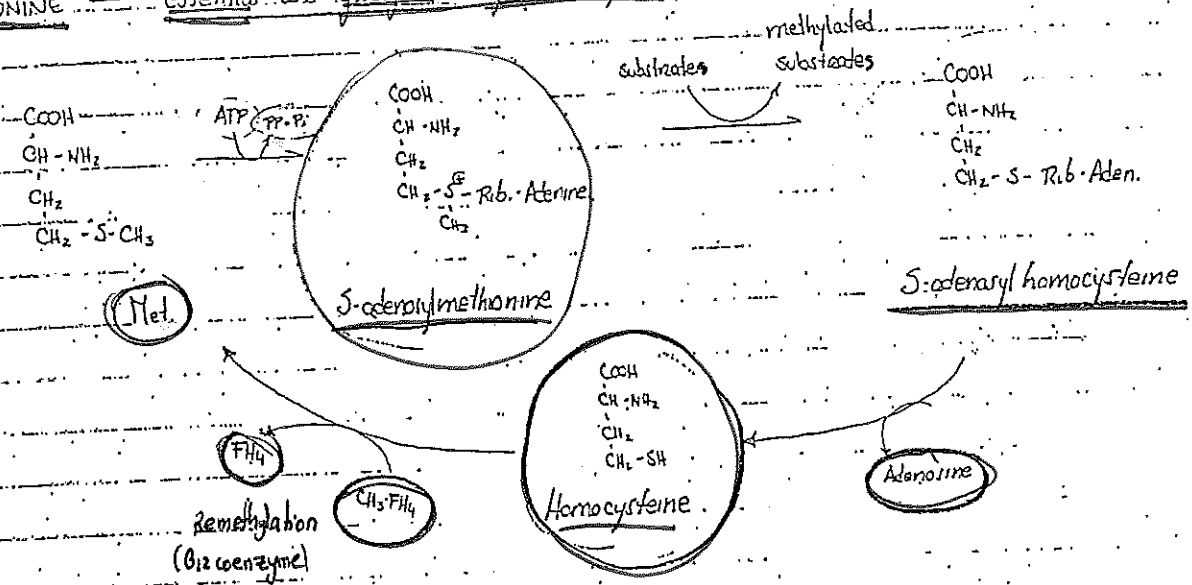 ONINE
methylated
substrates
substrates
COOH
CH-NH2
CH2
CH2-S-CH3
Met.
ATP
PP+Pi
COOH
CH-NH2
CH2
CH2-S⊕-Rib.-Adenine
CH3
S-adenosylmethionine
COOH
CH-NH2
CH2
CH2-S-Rib.Aden.
S-adenosyl homocysteine
Adenosine
COOH
CH-NH2
CH2
CH2-SH
Homocysteine
FH4
CH3-FH4
Remethylation
(B12 coenzyme)